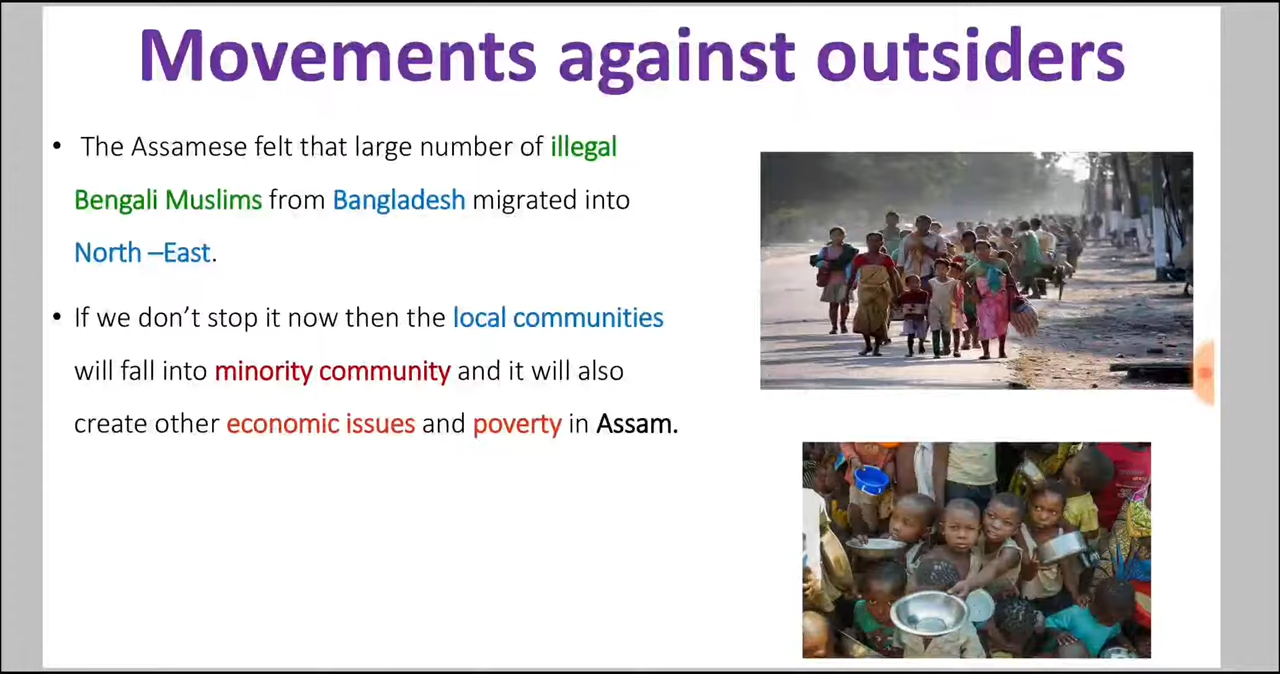 Movements against outsiders
• The Assamese felt that large number of illegal
Bengali Muslims from Bangladesh migrated into
North –East.
• If we don’t stop it now then the local communities
will fall into minority community and it will also
create other economic issues and poverty in Assam.